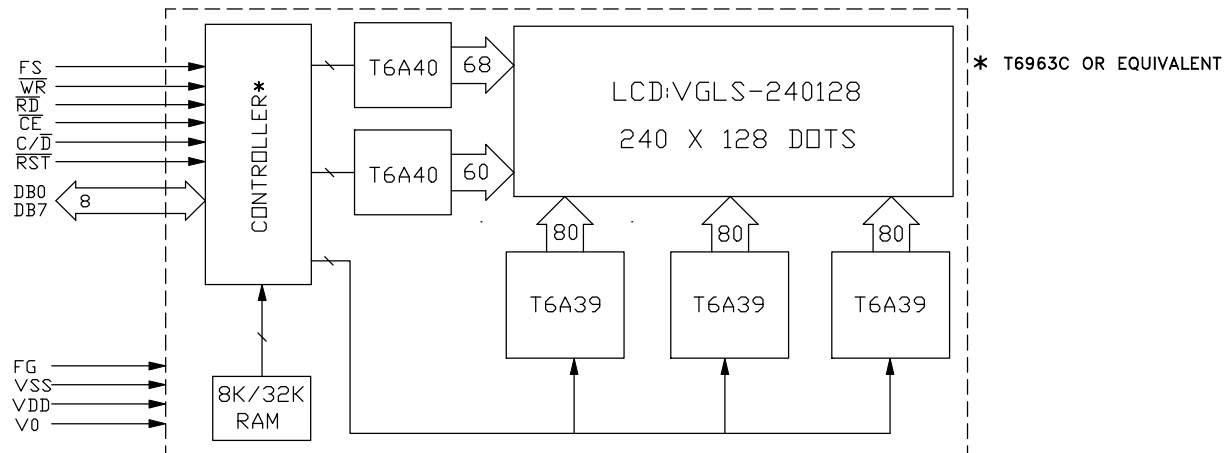 FS
WR
RD
CE
C/D
RST
DB0
DB7
8
CONTROLLER*
T6A40
68
T6A40
60
LCD:VGLS-240128
240 X 128 DOTS
* T6963C OR EQUIVALENT
80
80
80
T6A39
T6A39
T6A39
FG
VSS
VDD
V0
8K/32K
RAM